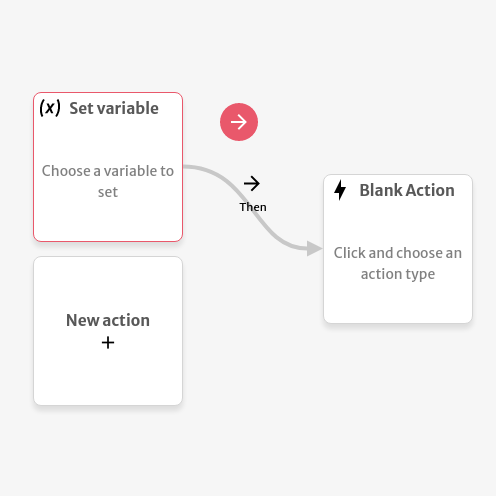 (x) Set variable
Choose a variable to
set
Then
Blank Action
Click and choose an
action type
New action
+